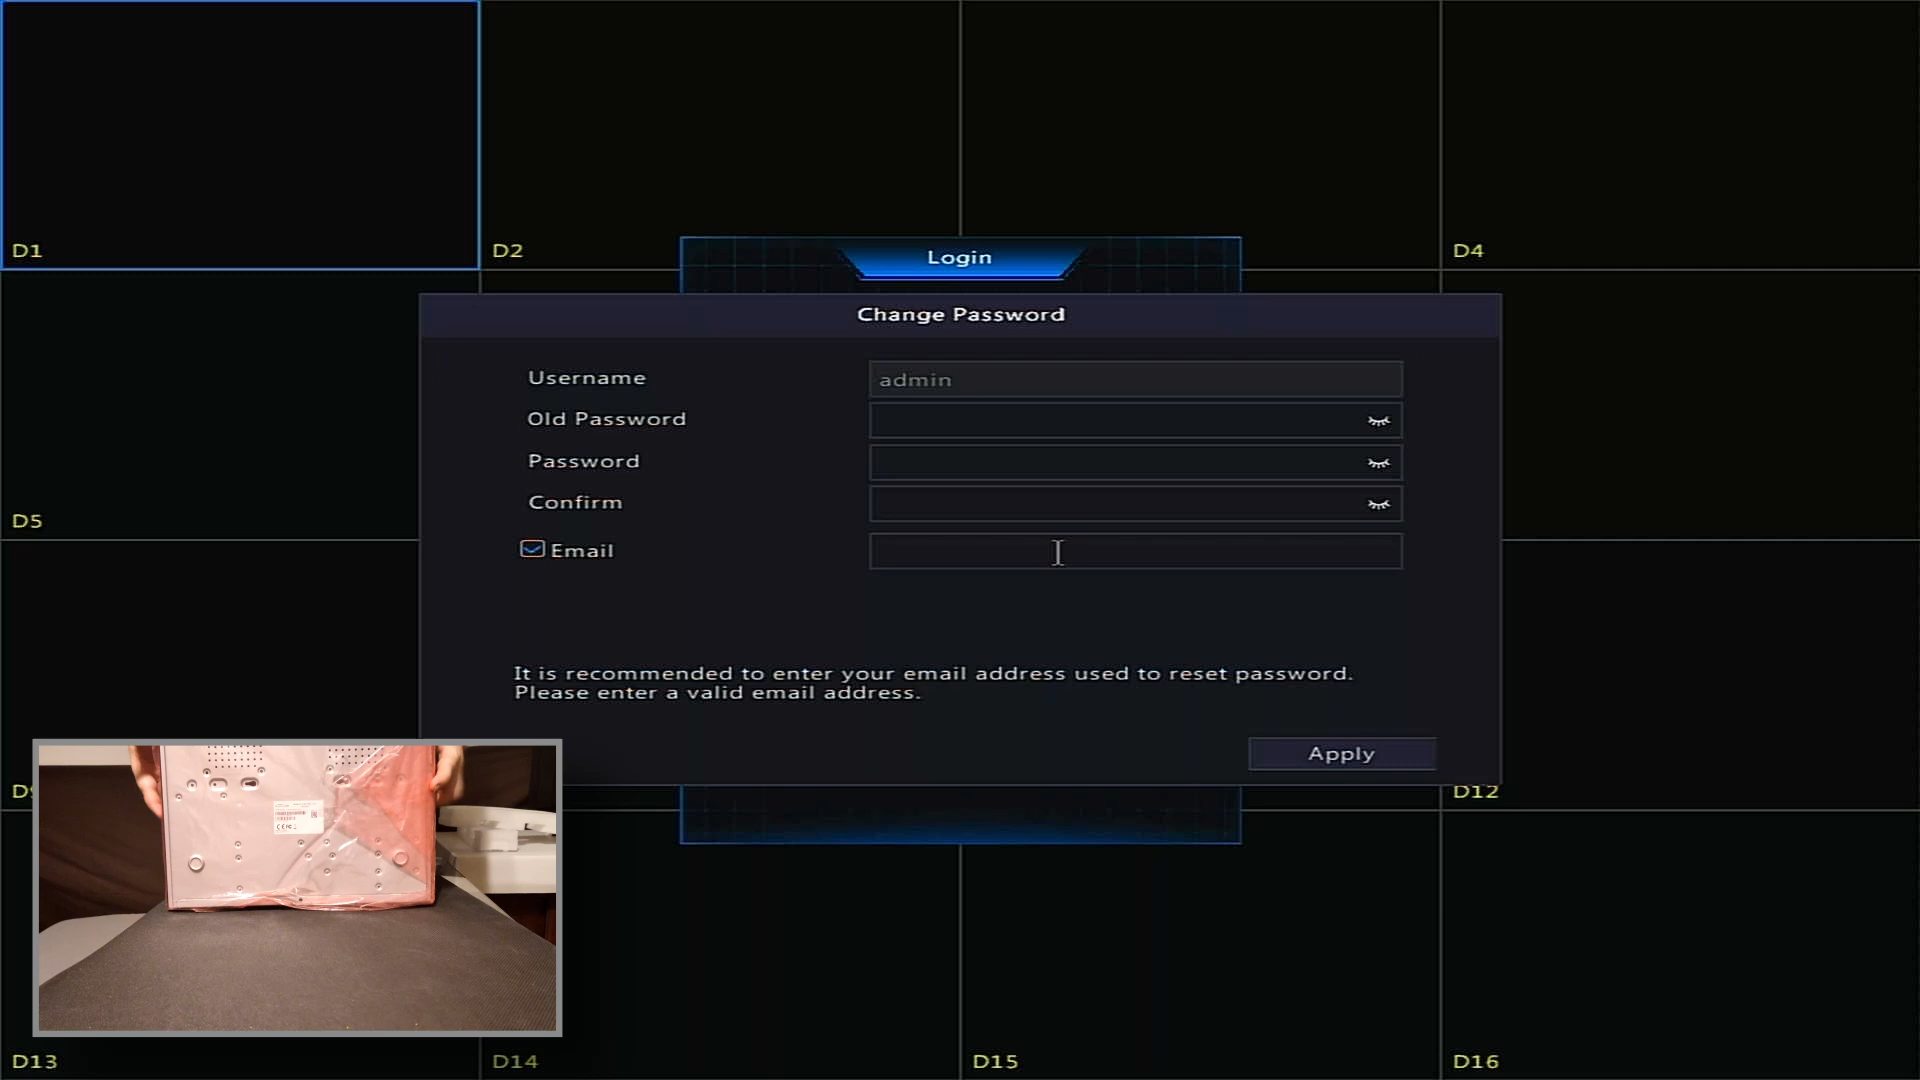 D1
D2
D4
Login
Change Password
Username
admin
Old Password
Password
Confirm
Email
D5
It is recommended to enter your email address used to reset password.
Please enter a valid email address.
Apply
D12
D13
D14
D15
D16